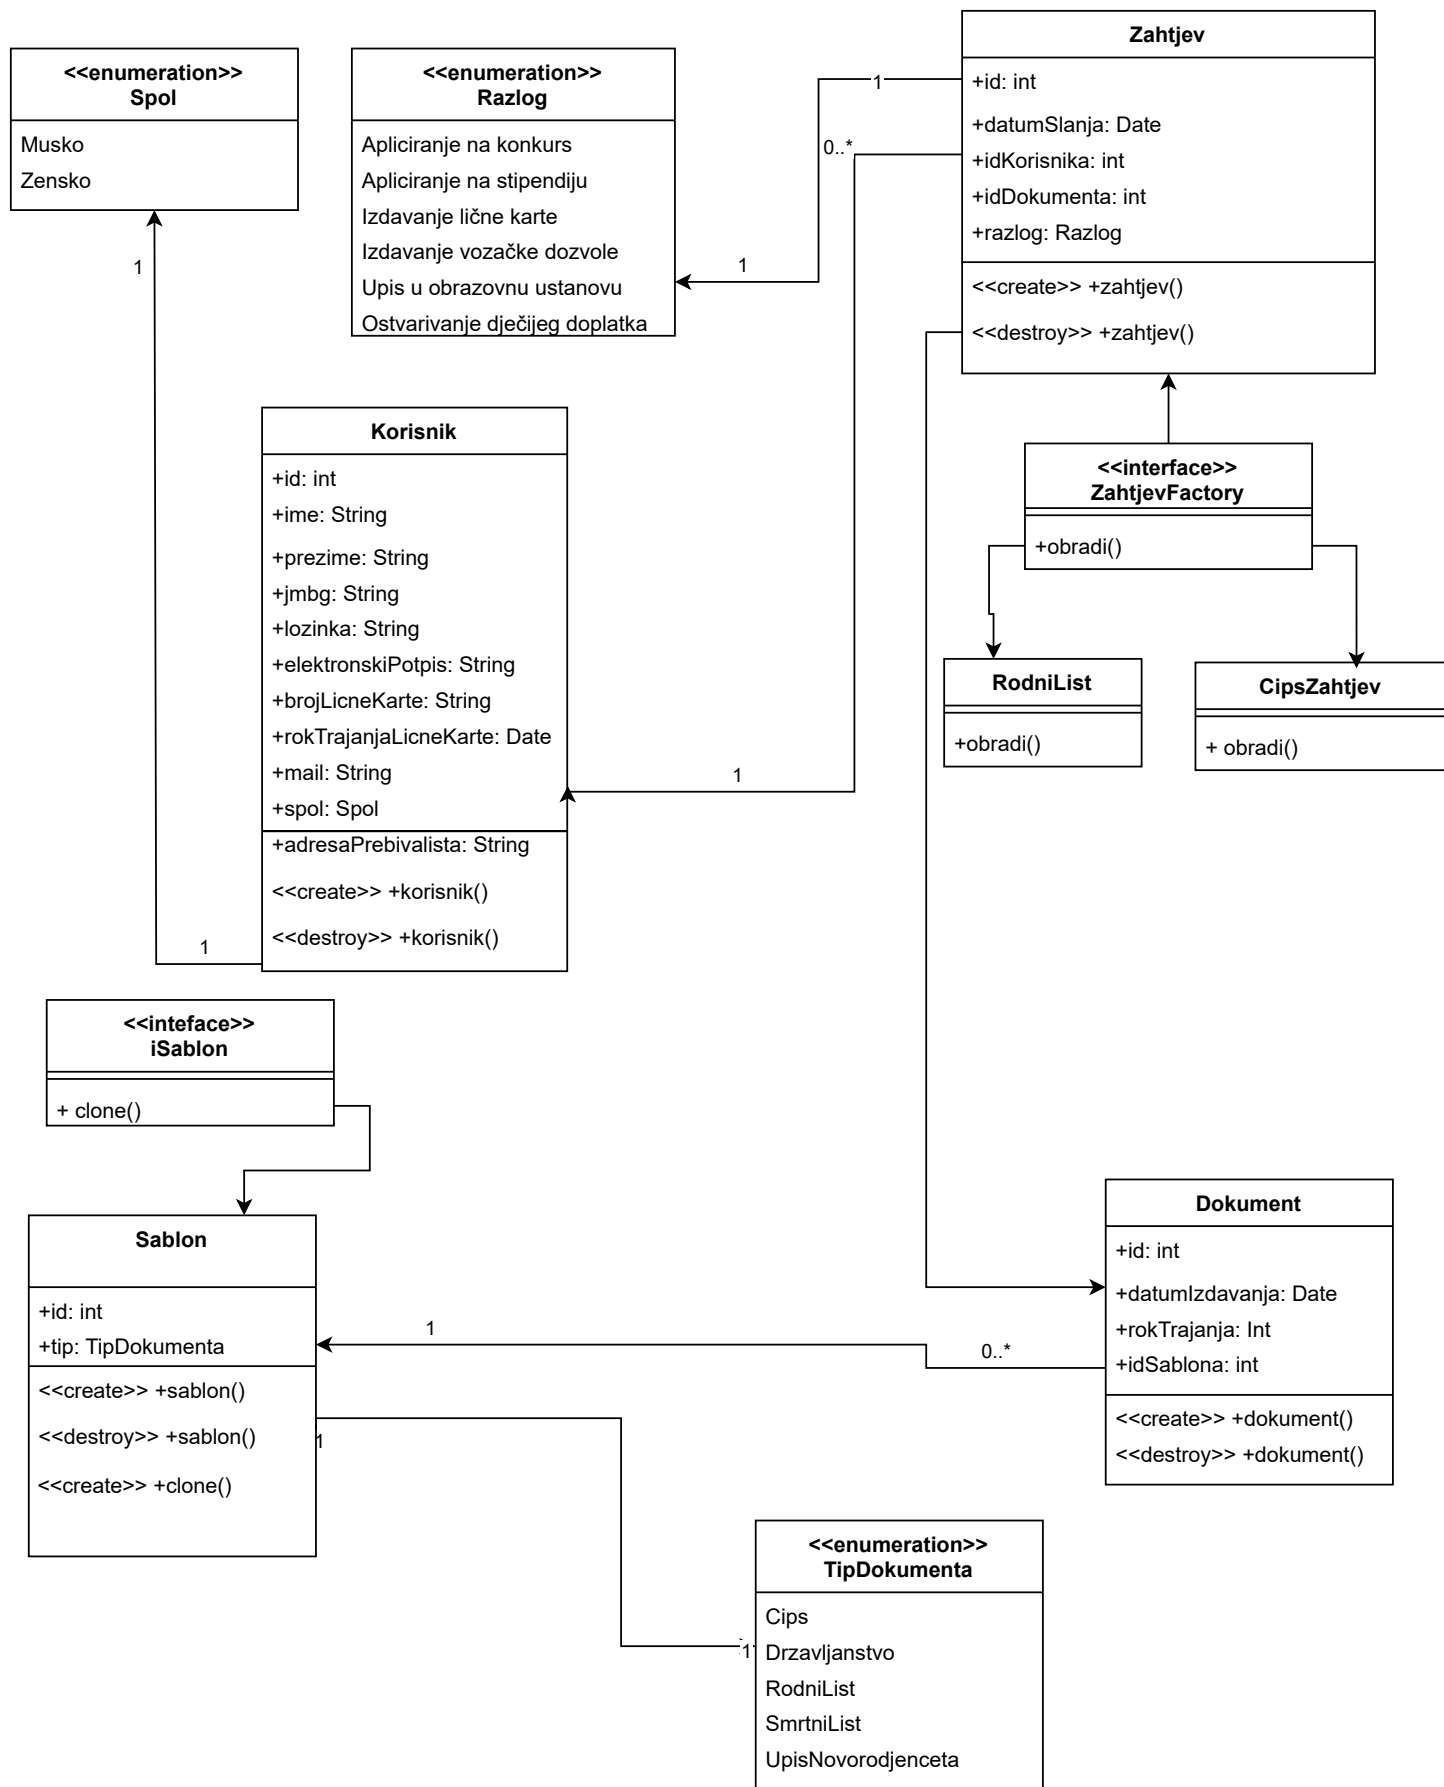 <<enumeration>>
Spol
Musko
Zensko
1
1
<<enumeration>>
Razlog
Apliciranje na konkurs
Apliciranje na stipendiju
Izdavanje lične karte
Izdavanje vozačke dozvole
Upis u obrazovnu ustanovu
Ostvarivanje dječijeg doplatka
1
1
0..*
1
Zahtjev
+id: int
+datumSlanja: Date
+idKorisnika: int
+idDokumenta: int
+razlog: Razlog
<<create>> +zahtjev()
<<destroy>> +zahtjev()
<<interface>>
ZahtjevFactory
+obradi()
RodniList
+obradi()
CipsZahtjev
+ obradi()
Korisnik
+id: int
+ime: String
+prezime: String
+jmbg: String
+lozinka: String
+elektronskiPotpis: String
+brojLicneKarte: String
+rokTrajanjaLicneKarte: Date
+mail: String
+spol: Spol
+adresaPrebivalista: String
<<create>> +korisnik()
<<destroy>> +korisnik()
<<inteface>>
iSablon
+ clone()
Sablon
+id: int
+tip: TipDokumenta
<<create>> +sablon()
<<destroy>> +sablon()
<<create>> +clone()
1
0..*
1
1
Dokument
+id: int
+datumIzdavanja: Date
+rokTrajanja: Int
+idSablona: int
<<create>> +dokument()
<<destroy>> +dokument()
<<enumeration>>
TipDokumenta
Cips
Drzavljanstvo
RodniList
SmrtniList
UpisNovorodjenceta